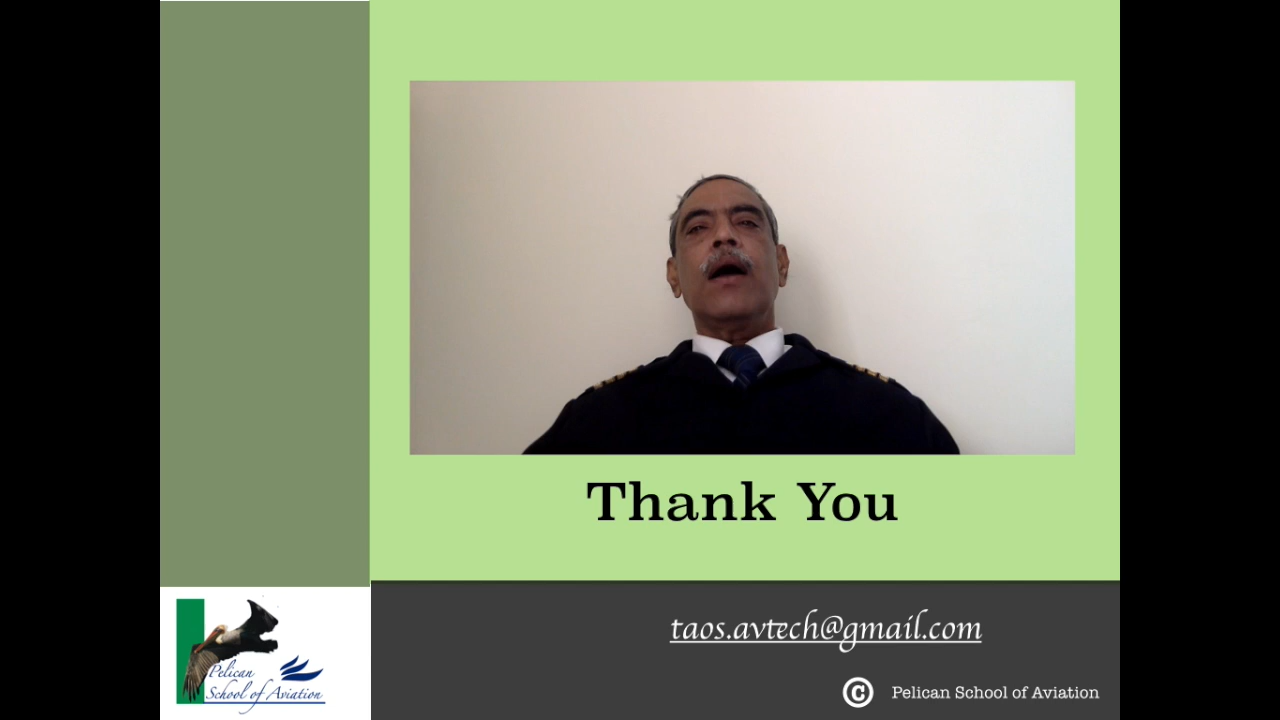 Thank You
taos.avtech@gmail.com
© Pelican School of Aviation
Pelican
School of Aviation